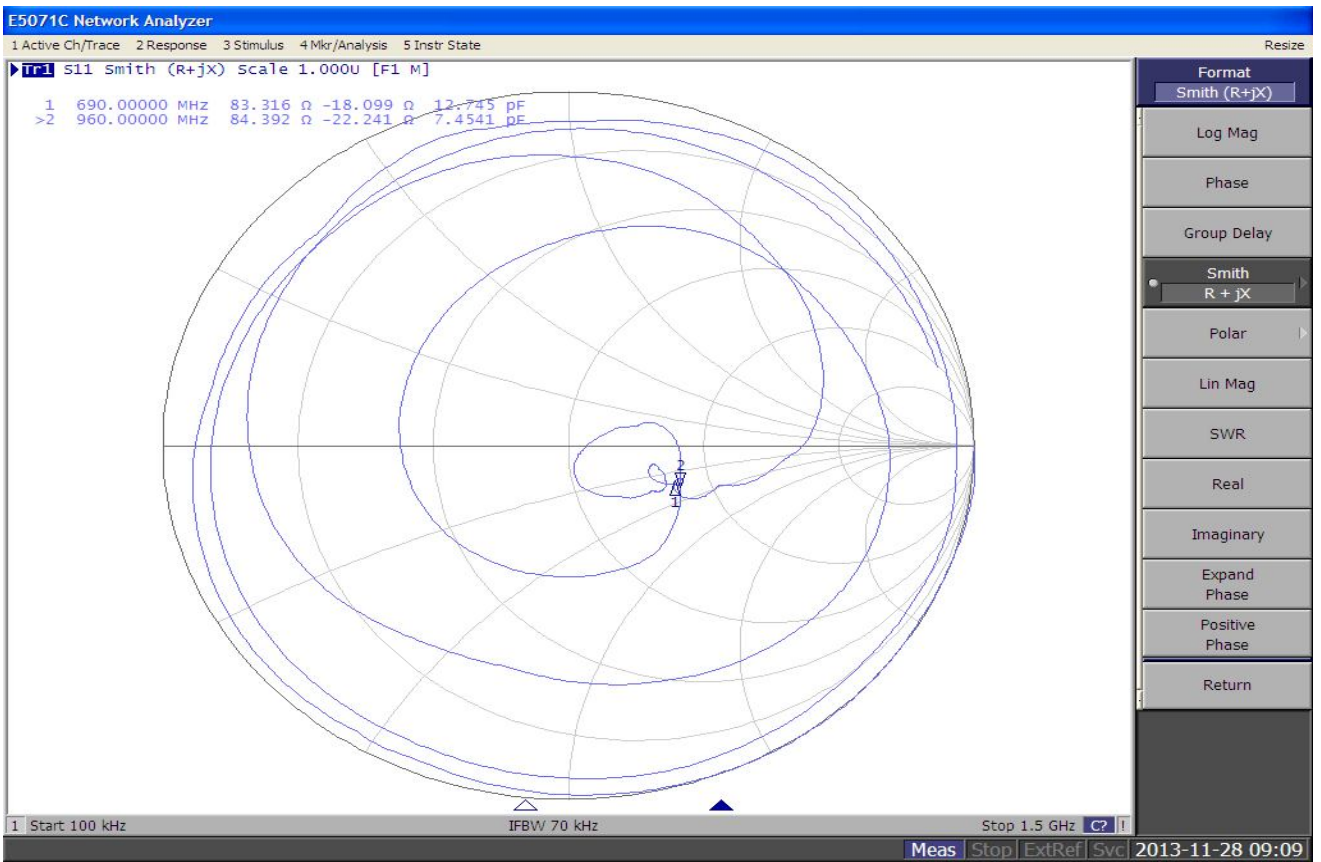 E5071C Network Analyzer
1 Active Ch/Trace 2 Response 3 Stimulus 4 Mkr/Analysis 5 Instr State Resize
Tr1 S11 Smith (R+jX) Scale 1.000U [F1 M]
1 690.00000 MHz 83.316 Ω -18.099 Ω 12.745 pF
>2 960.00000 MHz 84.392 Ω -22.241 Ω 7.4541 pF
2
1
Format
Smith (R+jX)
Log Mag
Phase
Group Delay
Smith
R + jX
Polar
Lin Mag
SWR
Real
Imaginary
Expand
Phase
Positive
Phase
Return
1 Start 100 kHz IFBW 70 kHz Stop 1.5 GHz C? !
Meas Stop ExtRef Svc 2013-11-28 09:09